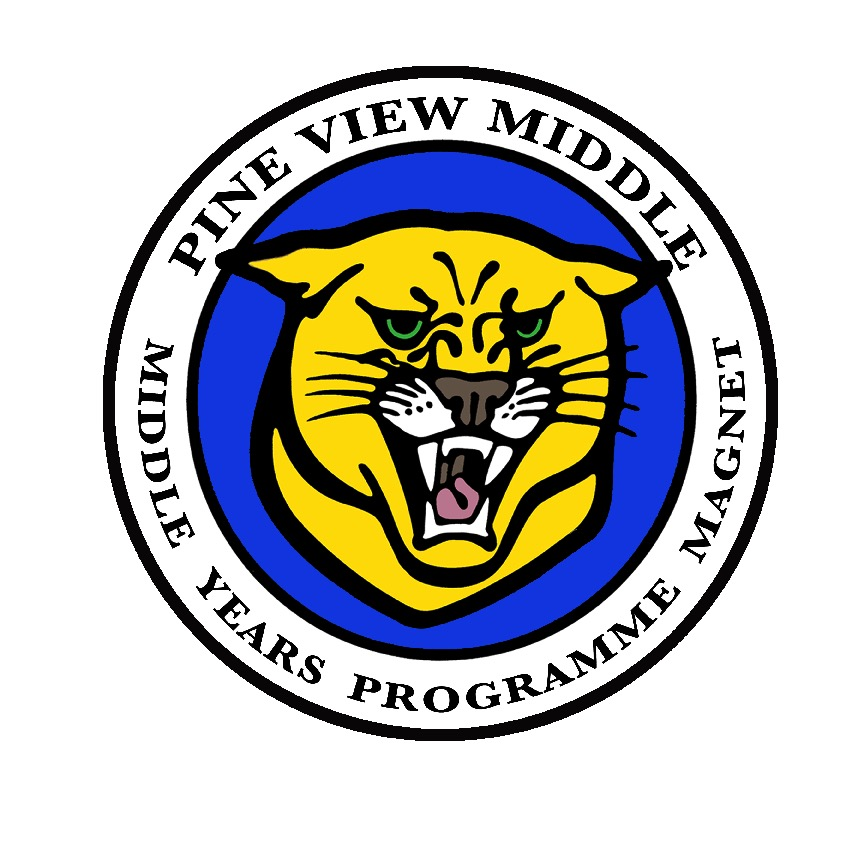 PINE VIEW MIDDLE
MIDDLE YEARS PROGRAMME MAGNET